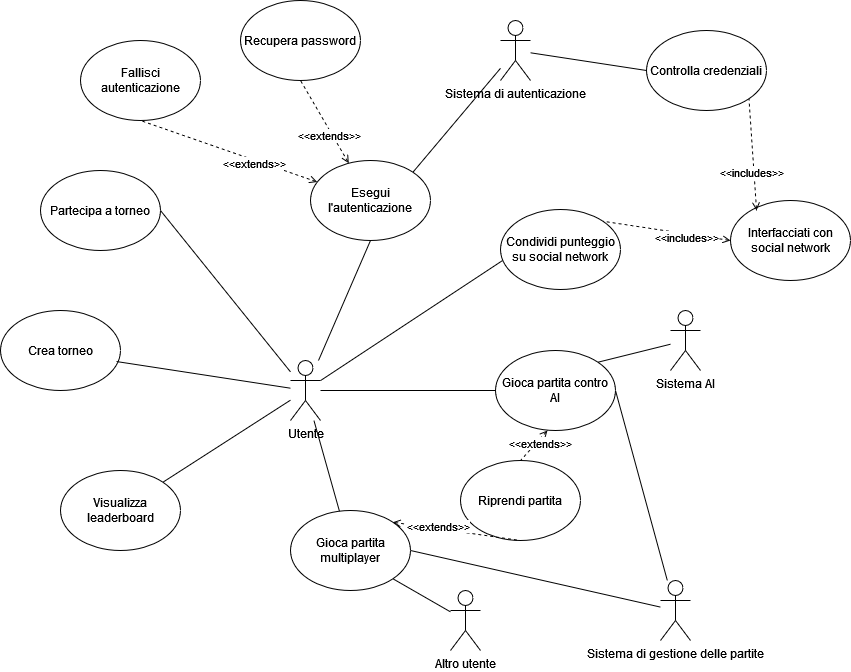 Recupera password
Fallisci
autenticazione
Controlla credenziali
Sistema di autenticazione
<<extends>>
<<extends>>
<<includes>>
Esegui
l'autenticazione
Partecipa a torneo
Condividi punteggio
su social network
<<includes>>
Interfacciati con
social network
Crea torneo
Sistema AI
Gioca partita contro
AI
Utente
<<extends>>
Riprendi partita
Visualizza
leaderboard
<<extends>>
Gioca partita
multiplayer
Sistema di gestione delle partite
Altro utente